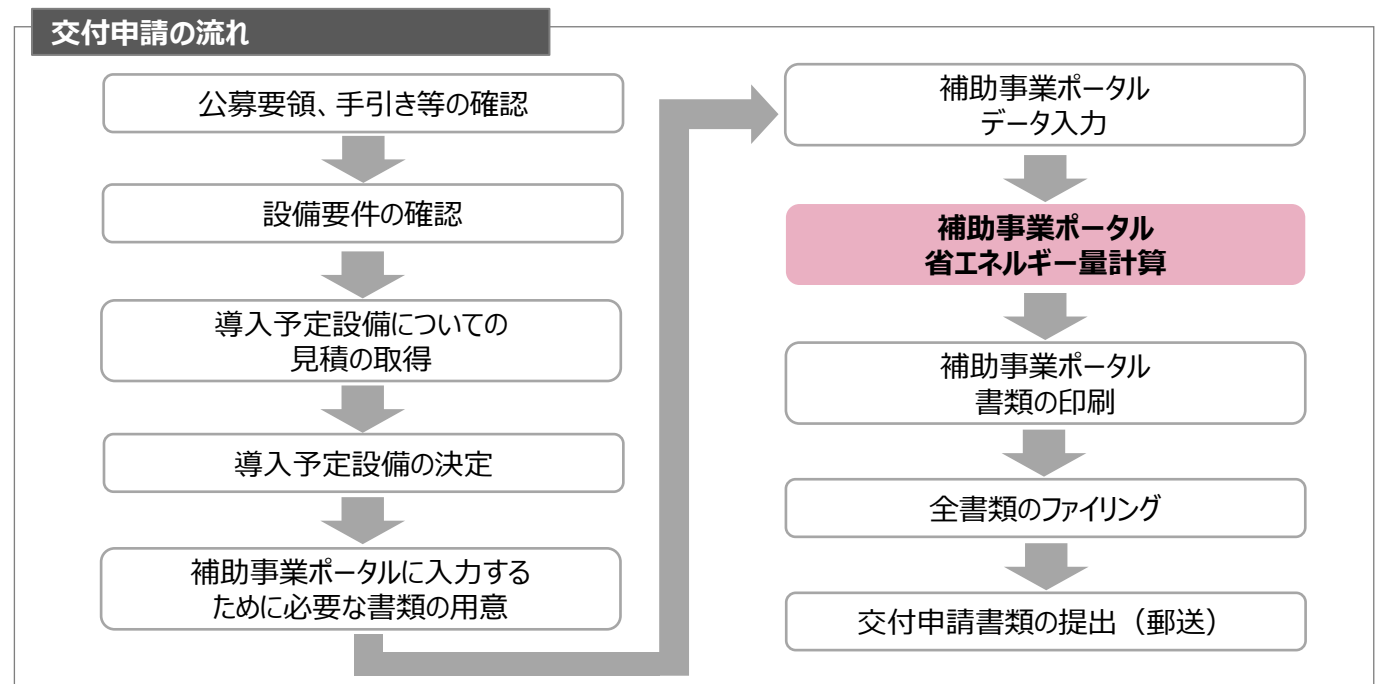 交付申請の流れ
公募要領、手引き等の確認
設備要件の確認
導入予定設備についての
見積の取得
導入予定設備の決定
補助事業ポータルに入力する
ために必要な書類の用意
補助事業ポータル
データ入力
補助事業ポータル
省エネルギー量計算
補助事業ポータル
書類の印刷
全書類のファイリング
交付申請書類の提出（郵送）